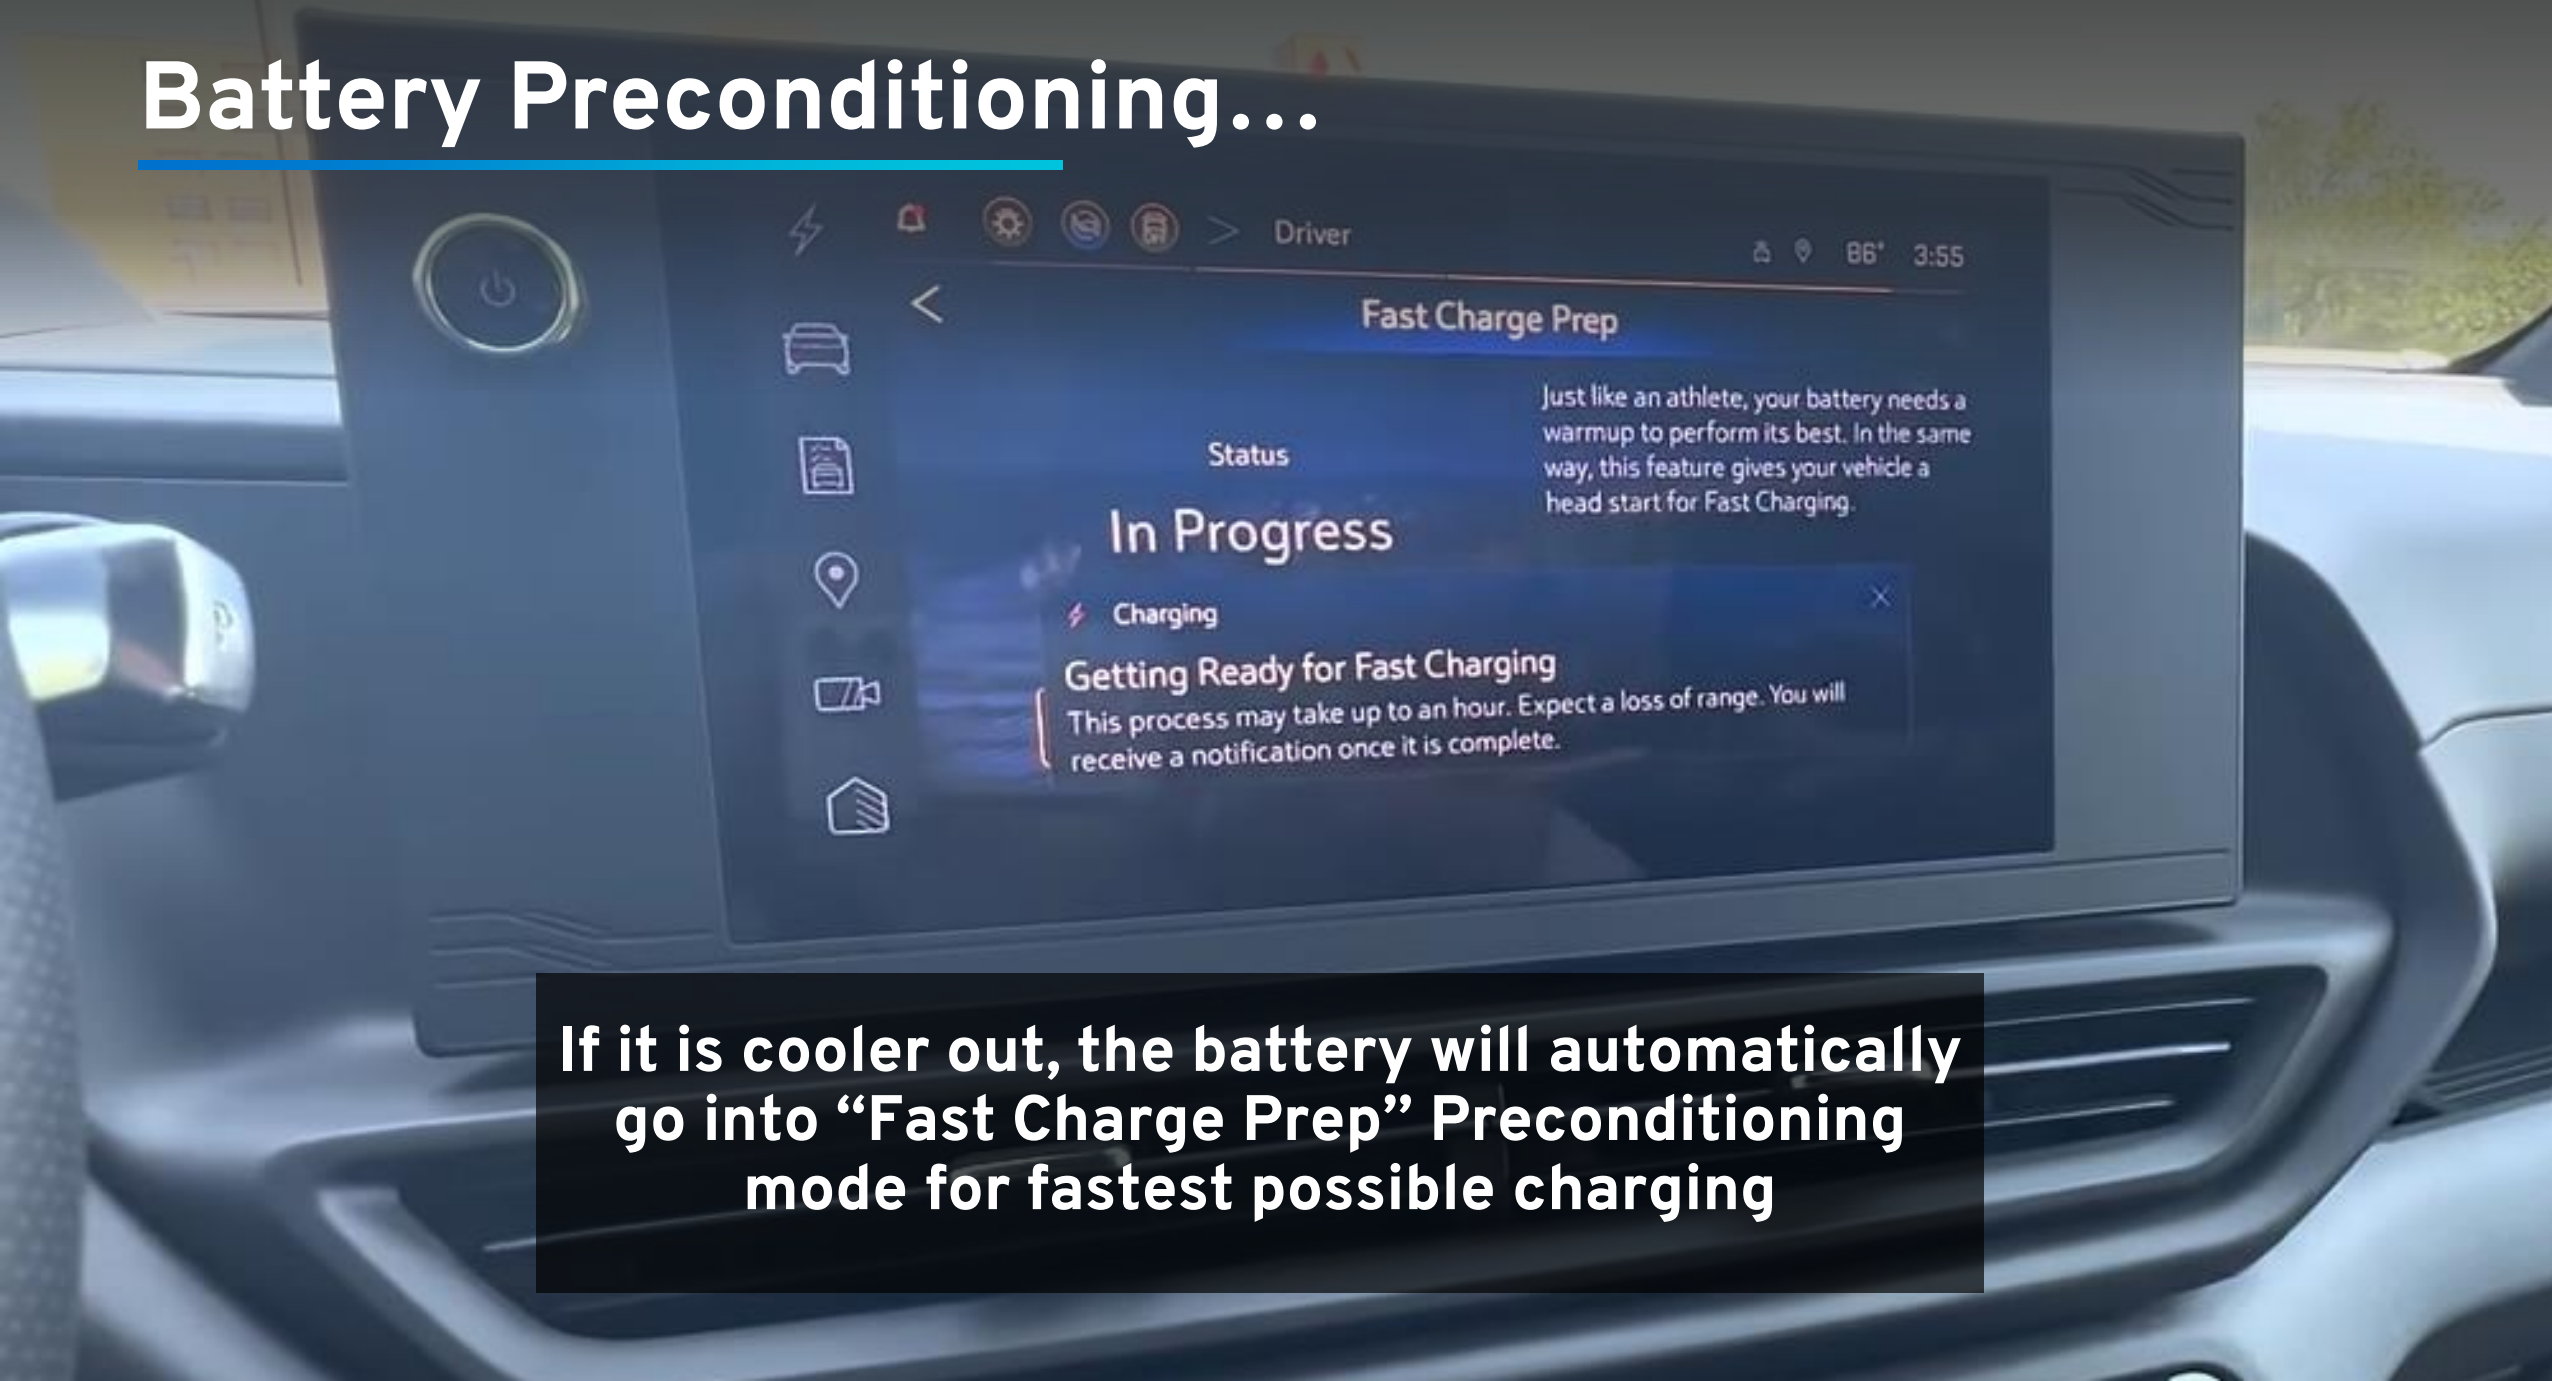 Battery Preconditioning...
Driver
86° 3:55
Fast Charge Prep
Just like an athlete, your battery needs a
warmup to perform its best. In the same
way, this feature gives your vehicle a
head start for Fast Charging.
Status
In Progress
Charging
Getting Ready for Fast Charging
This process may take up to an hour. Expect a loss of range. You will
receive a notification once it is complete.
If it is cooler out, the battery will automatically
go into “Fast Charge Prep” Preconditioning
mode for fastest possible charging